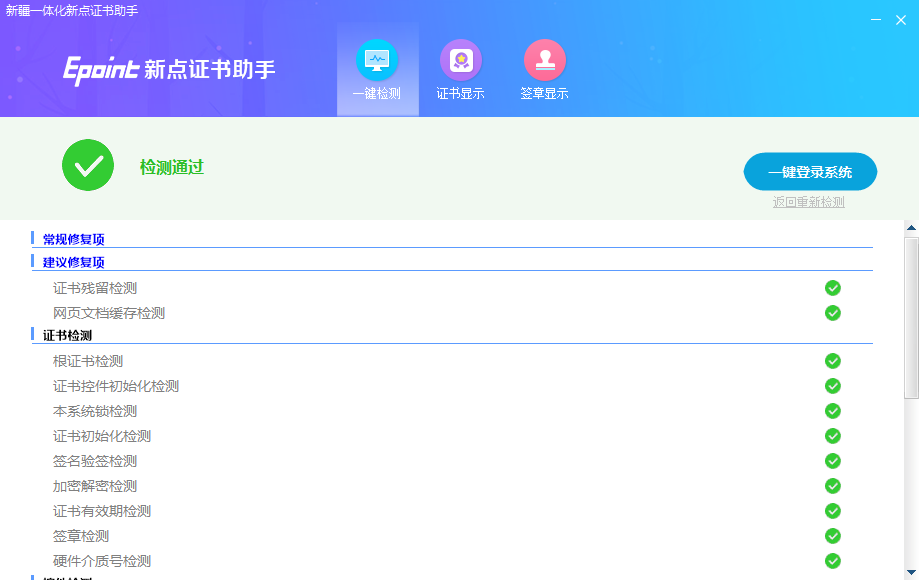 新疆一体化新点证书助手
Epoint 新点证书助手
一键检测
证书显示
签章显示
检测通过
一键登录系统
返回重新检测
常规修复项
建议修复项
证书残留检测
网页文档缓存检测
证书检测
根证书检测
证书控件初始化检测
本系统锁检测
证书初始化检测
签名验签检测
加密解密检测
证书有效期检测
签章检测
硬件介质号检测